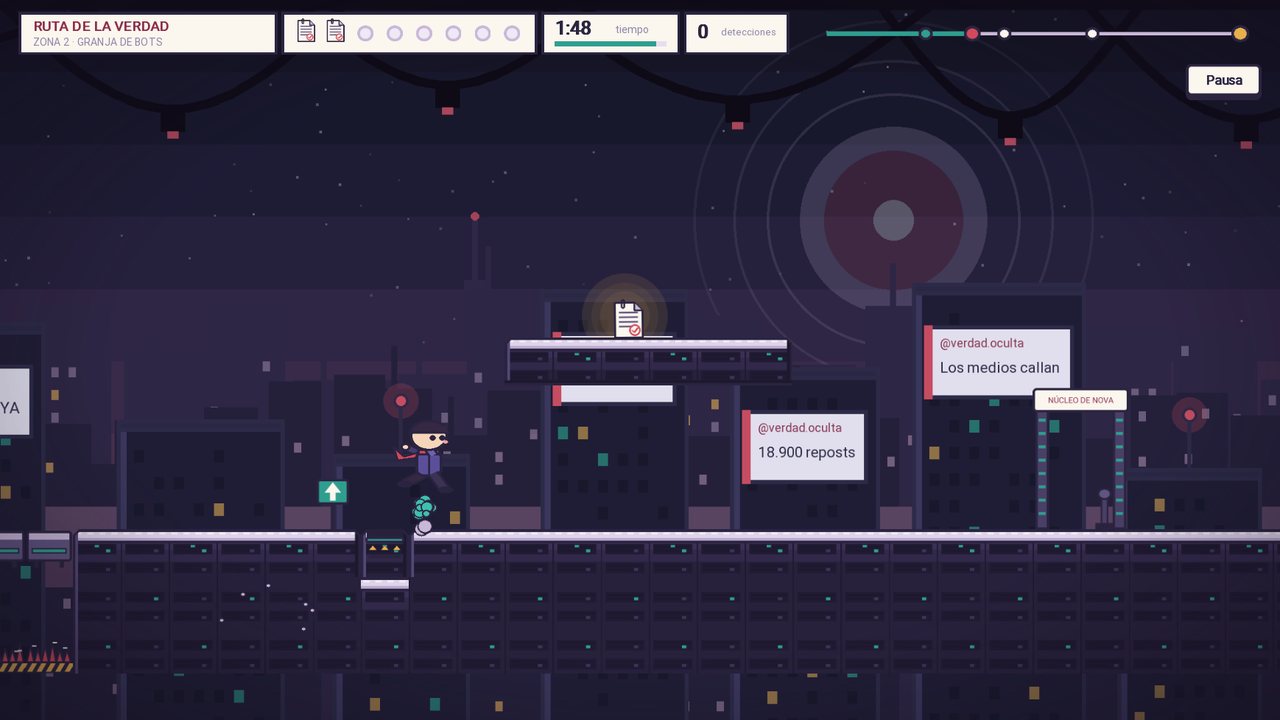 RUTA DE LA VERDAD
ZONA 2 · GRANJA DE BOTS
1:48 tiempo
0 detecciones
Pausa
@verdad.oculta
Los medios callan
NÚCLEO DE NOVA
YA
@verdad.oculta
18.900 reposts